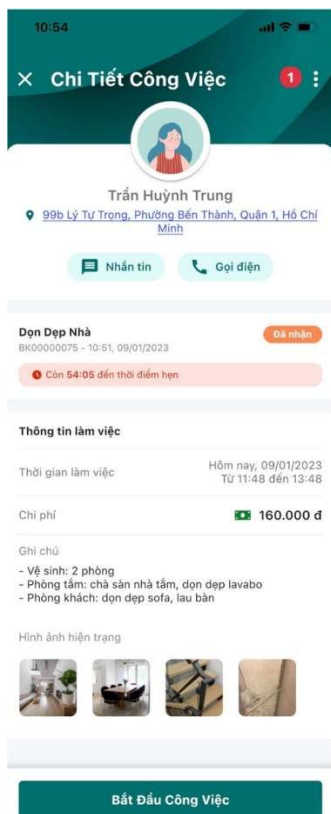 10:54
Chi Tiết Công Việc
1
Trần Huỳnh Trung
99b Lý Tự Trọng, Phường Bến Thành, Quận 1, Hồ Chí
Minh
Nhắn tin
Gọi điện
Dọn Dẹp Nhà
Đã nhận
BK00000075 - 10:51, 09/01/2023
Còn 54:05 đến thời điểm hẹn
Thông tin làm việc
Thời gian làm việc
Hôm nay, 09/01/2023
Từ 11:48 đến 13:48
Chi phí
160.000 đ
Ghi chú
- Vệ sinh: 2 phòng
- Phòng tắm: chà sàn nhà tắm, dọn dẹp lavabo
- Phòng khách: dọn dẹp sofa, lau bàn
Hình ảnh hiện trạng
Bắt Đầu Công Việc